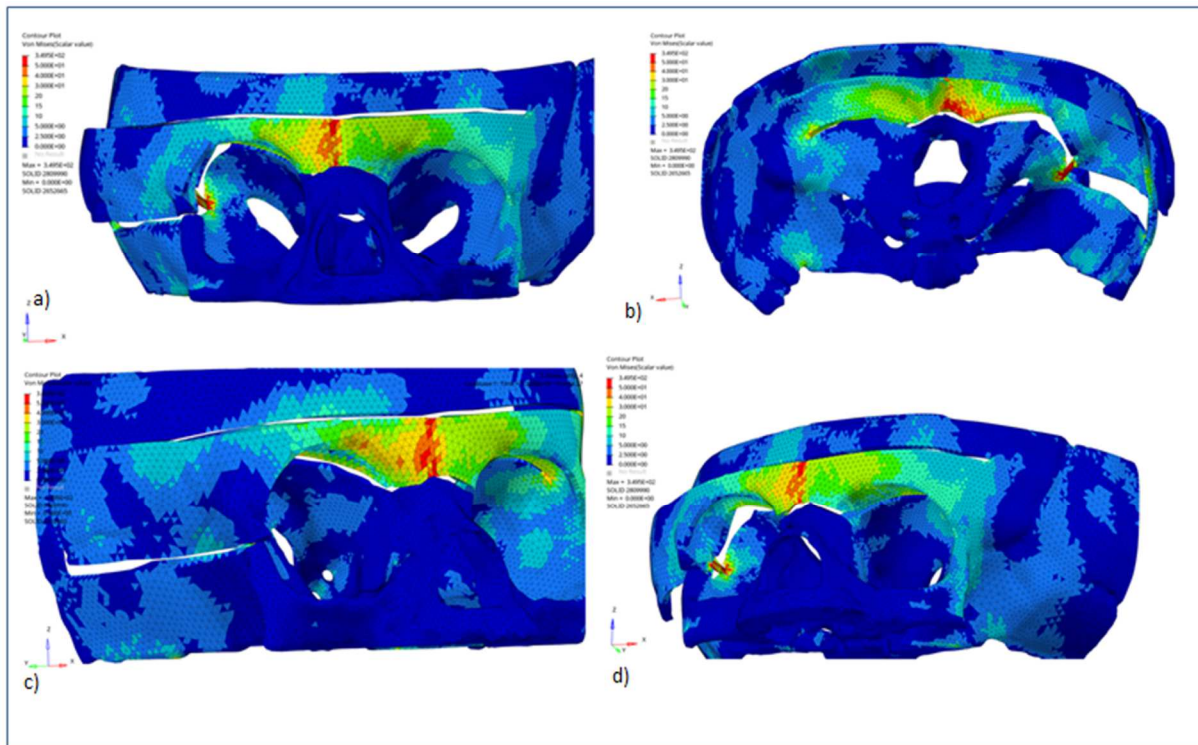 Contour Plot
Von Mises(Scalar value)
3.495E+02
5.000E+01
4.000E+01
3.000E+01
20
15
10
5.000E+00
2.500E+00
0.000E+00
No Result
Max = 3.495E+02
SOLID 2809990
Min = 0.000E+00
SOLID 2652665
a)
Z
Y
X
Contour Plot
Von Mises(Scalar value)
3.495E+02
5.000E+01
4.000E+01
3.000E+01
20
15
10
5.000E+00
2.500E+00
0.000E+00
No Result
Max = 3.495E+02
SOLID 2809990
Min = 0.000E+00
SOLID 2652665
b)
Z
X
Contour Plot
Von
c)
Z
Y
X
Contour Plot
Von Mises(Scalar value)
3.495E+02
5.000E+01
4.000E+01
3.000E+01
20
15
10
5.000E+00
2.500E+00
0.000E+00
No Result
Max = 3.495E+02
SOLID 2809990
Min = 0.000E+00
SOLID 2652665
d)
Z
X
Y